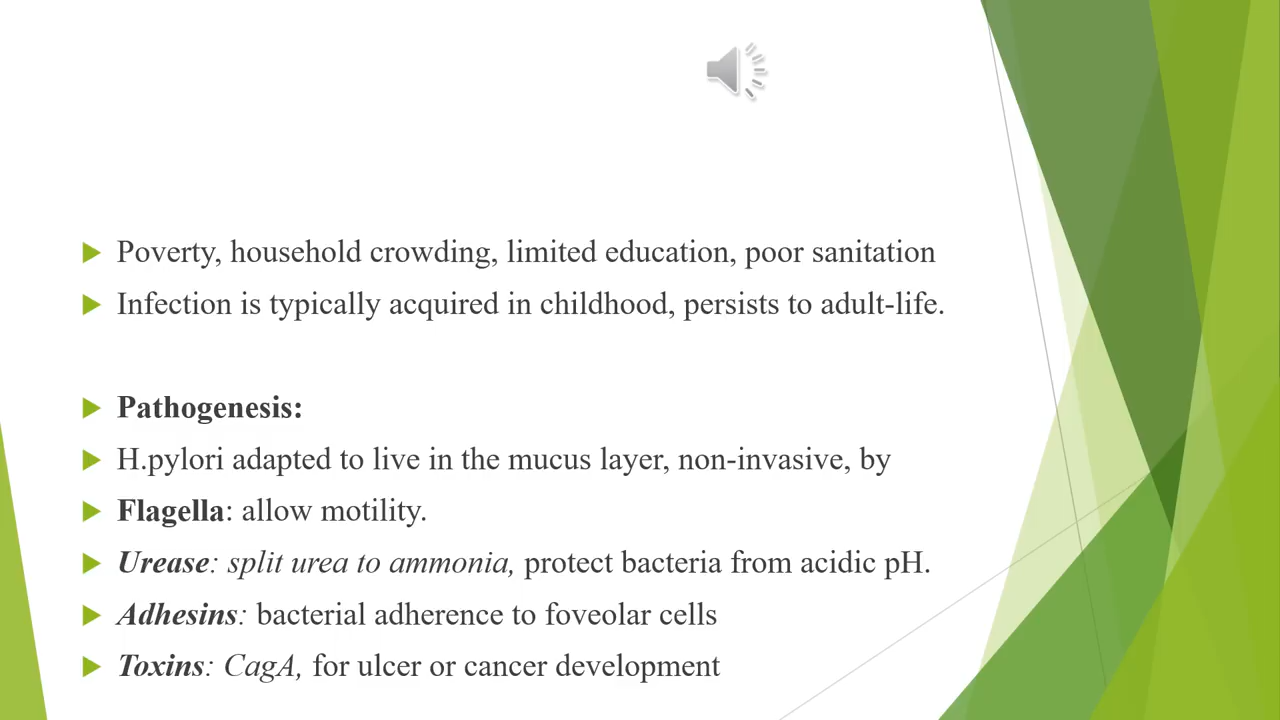 Poverty, household crowding, limited education, poor sanitation
Infection is typically acquired in childhood, persists to adult-life.
Pathogenesis:
H.pylori adapted to live in the mucus layer, non-invasive, by
Flagella: allow motility.
Urease: split urea to ammonia, protect bacteria from acidic pH.
Adhesins: bacterial adherence to foveolar cells
Toxins: CagA, for ulcer or cancer development